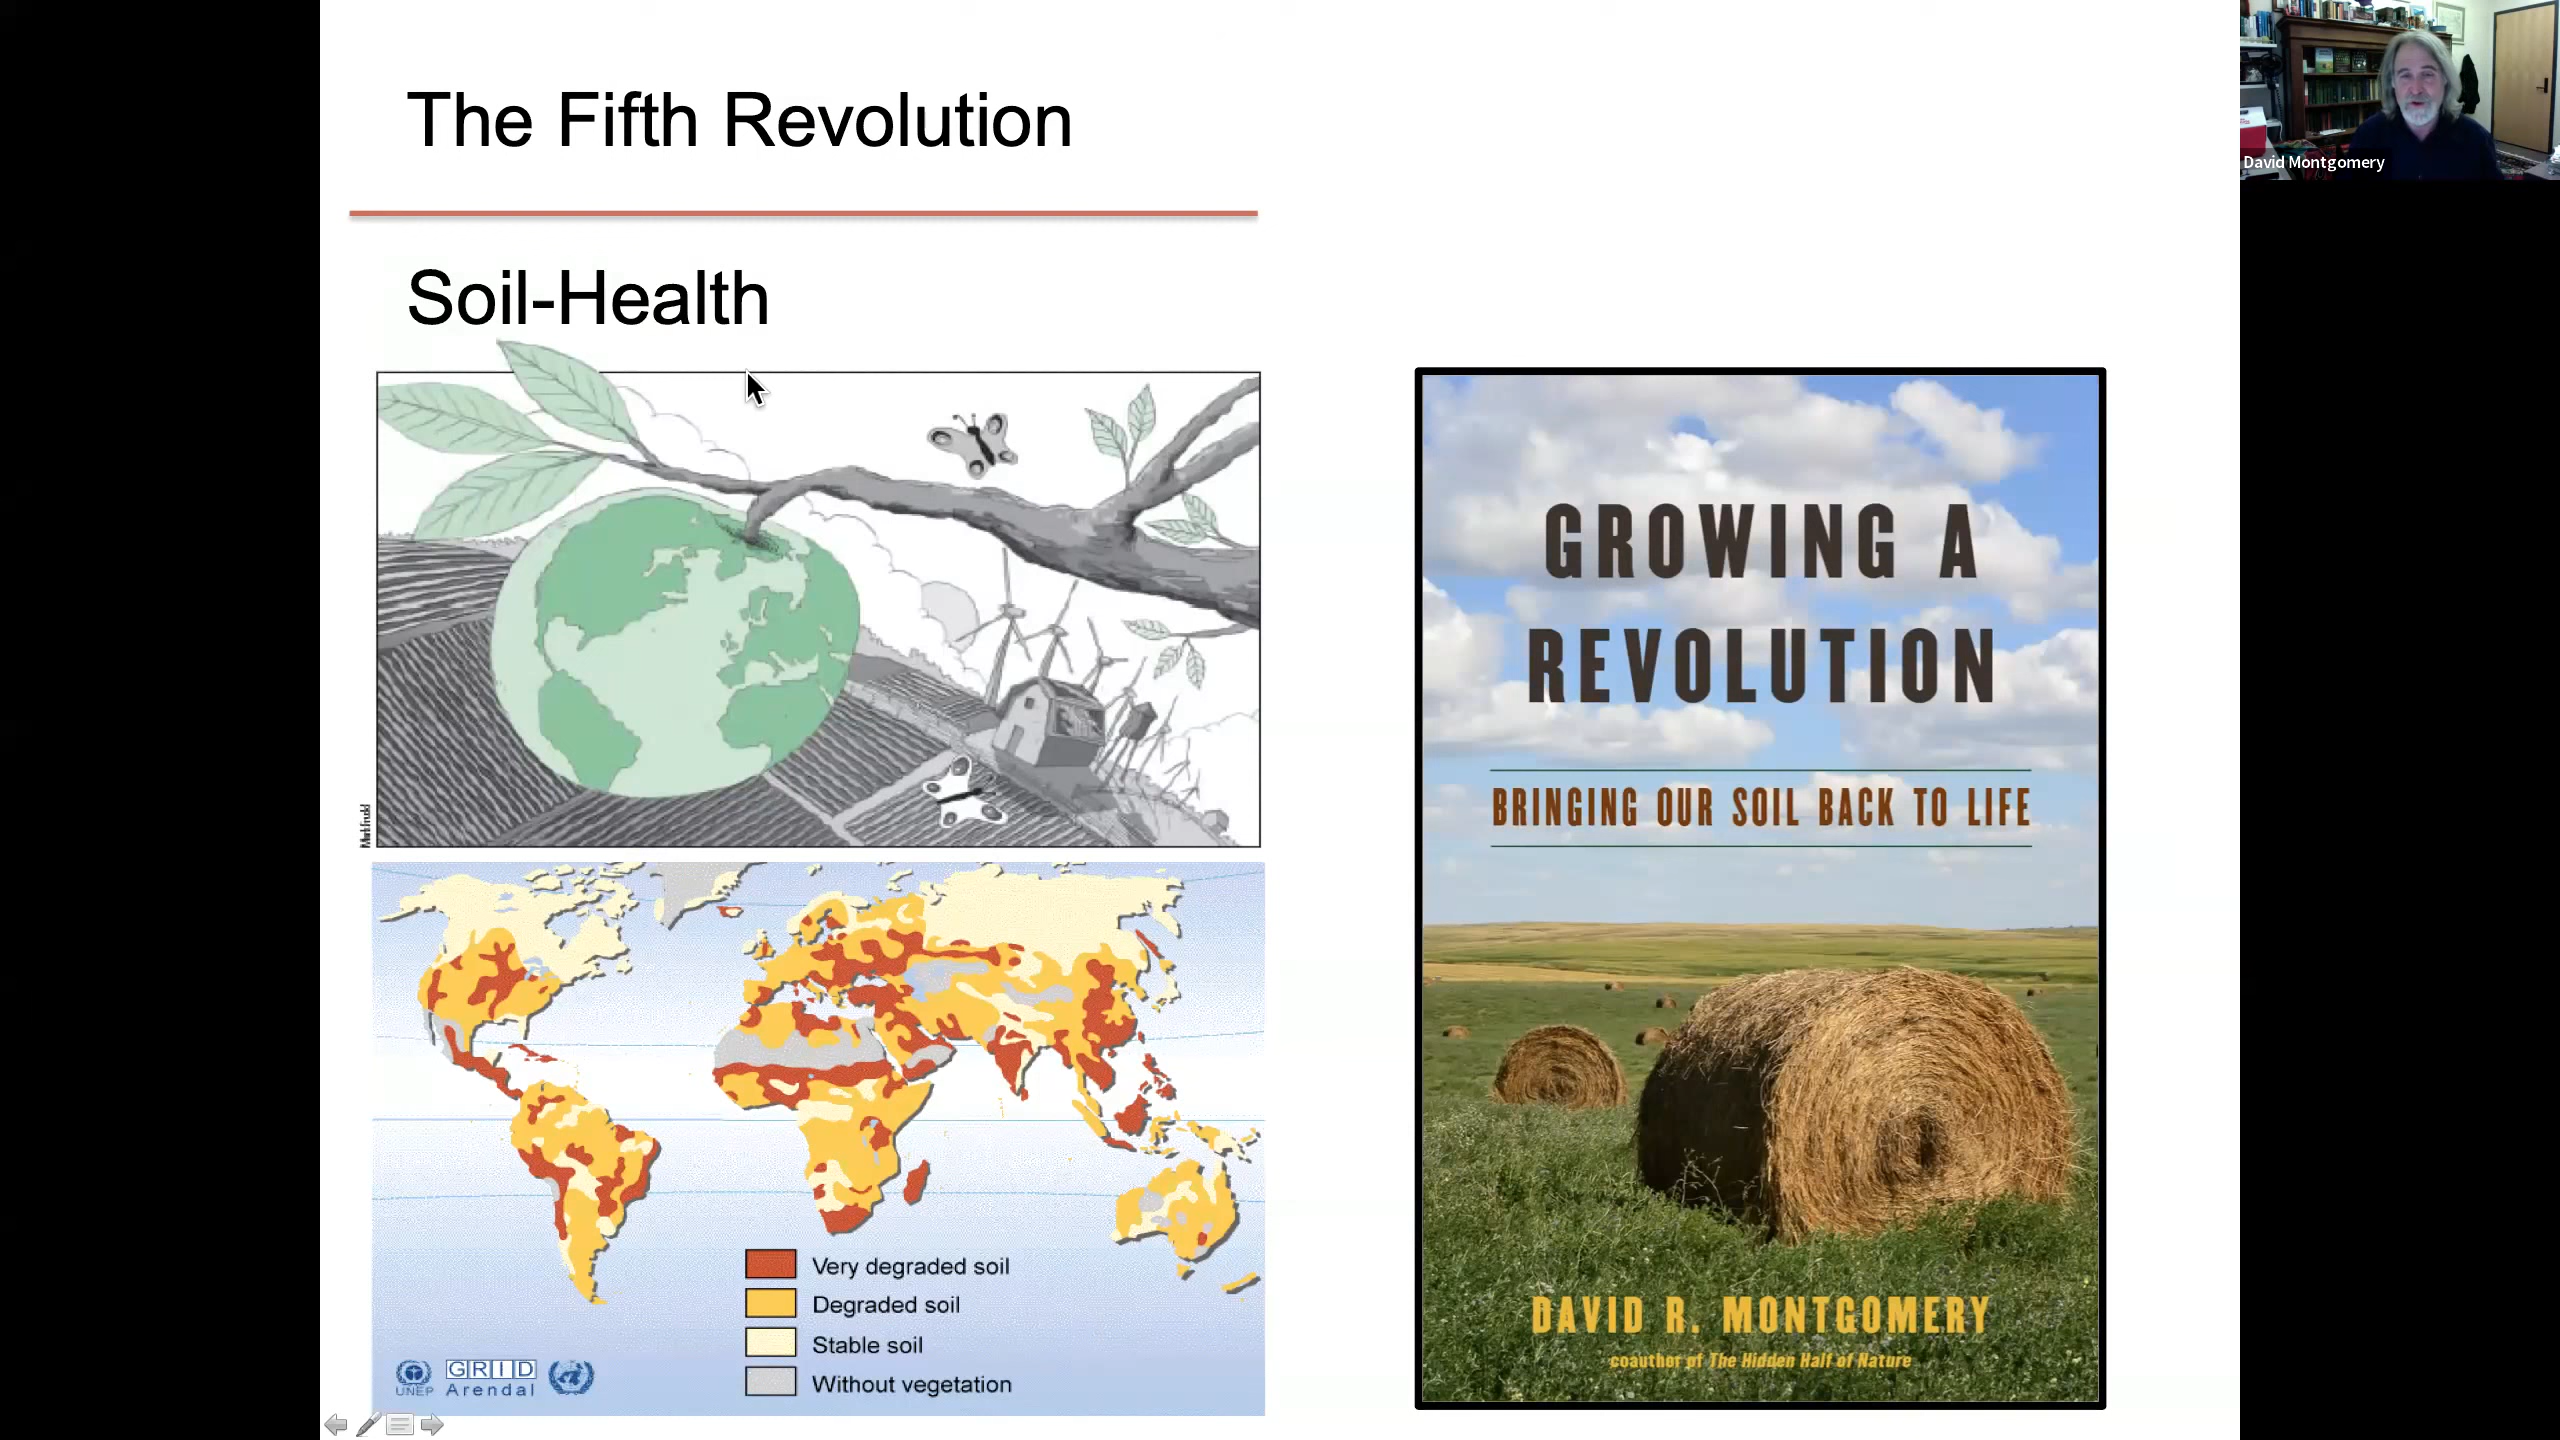 The Fifth Revolution
David Montgomery
Soil-Health
GROWING A
REVOLUTION
BRINGING OUR SOIL BACK TO LIFE
DAVID R. MONTGOMERY
coauthor of The Hidden Half of Nature
Very degraded soil
Degraded soil
Stable soil
Without vegetation
UNEP
GRID
Arendal